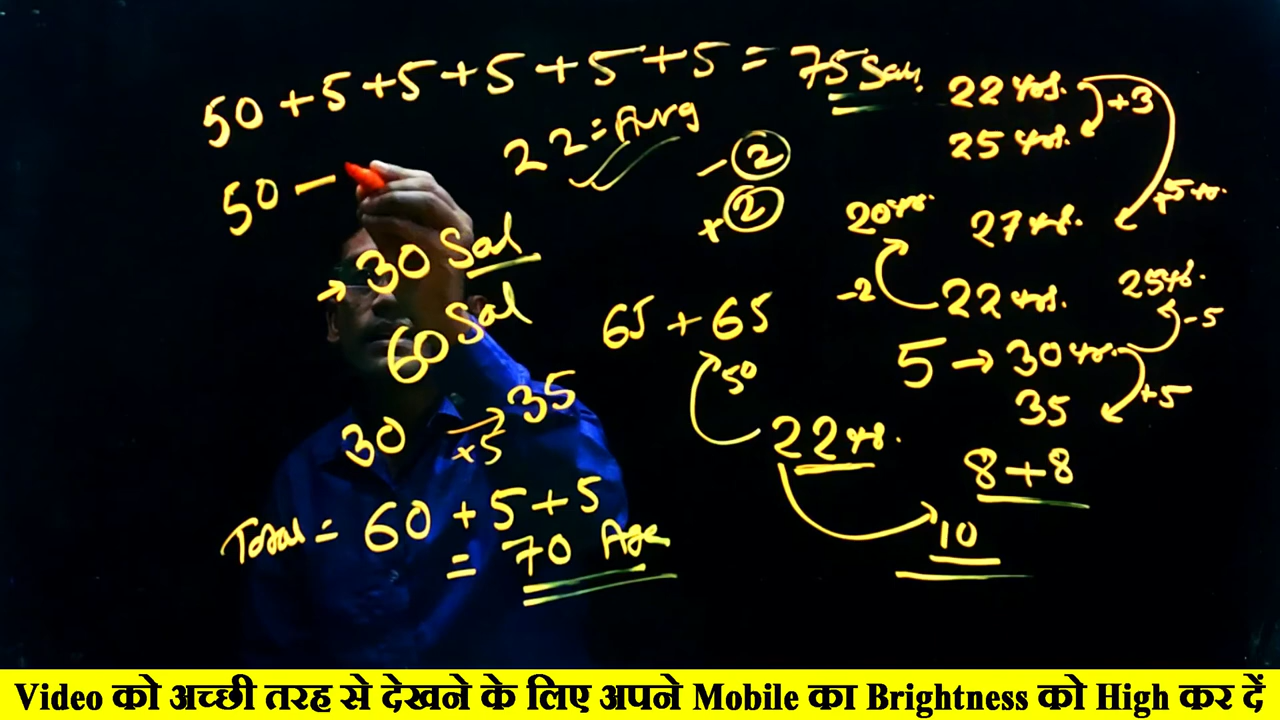 50 + 5 + 5 + 5 + 5 + 5 = 75 Sal.
22 = Avrg
50 —
→ 30 Sal
60 Sal
30 → 35
+5
Total = 60 + 5 + 5
= 70 Age
- 2
+ 2
65 + 65
50
22 yrs.
10
22 yrs.
+3
25 yrs.
+5 yr.
20 yrs.
27 yrs.
-2
22 yrs.
25 yrs.
-5
5 → 30 yrs.
35
+5
8 + 8
Video को अच्छी तरह से देखने के लिए अपने Mobile का Brightness को High कर दें